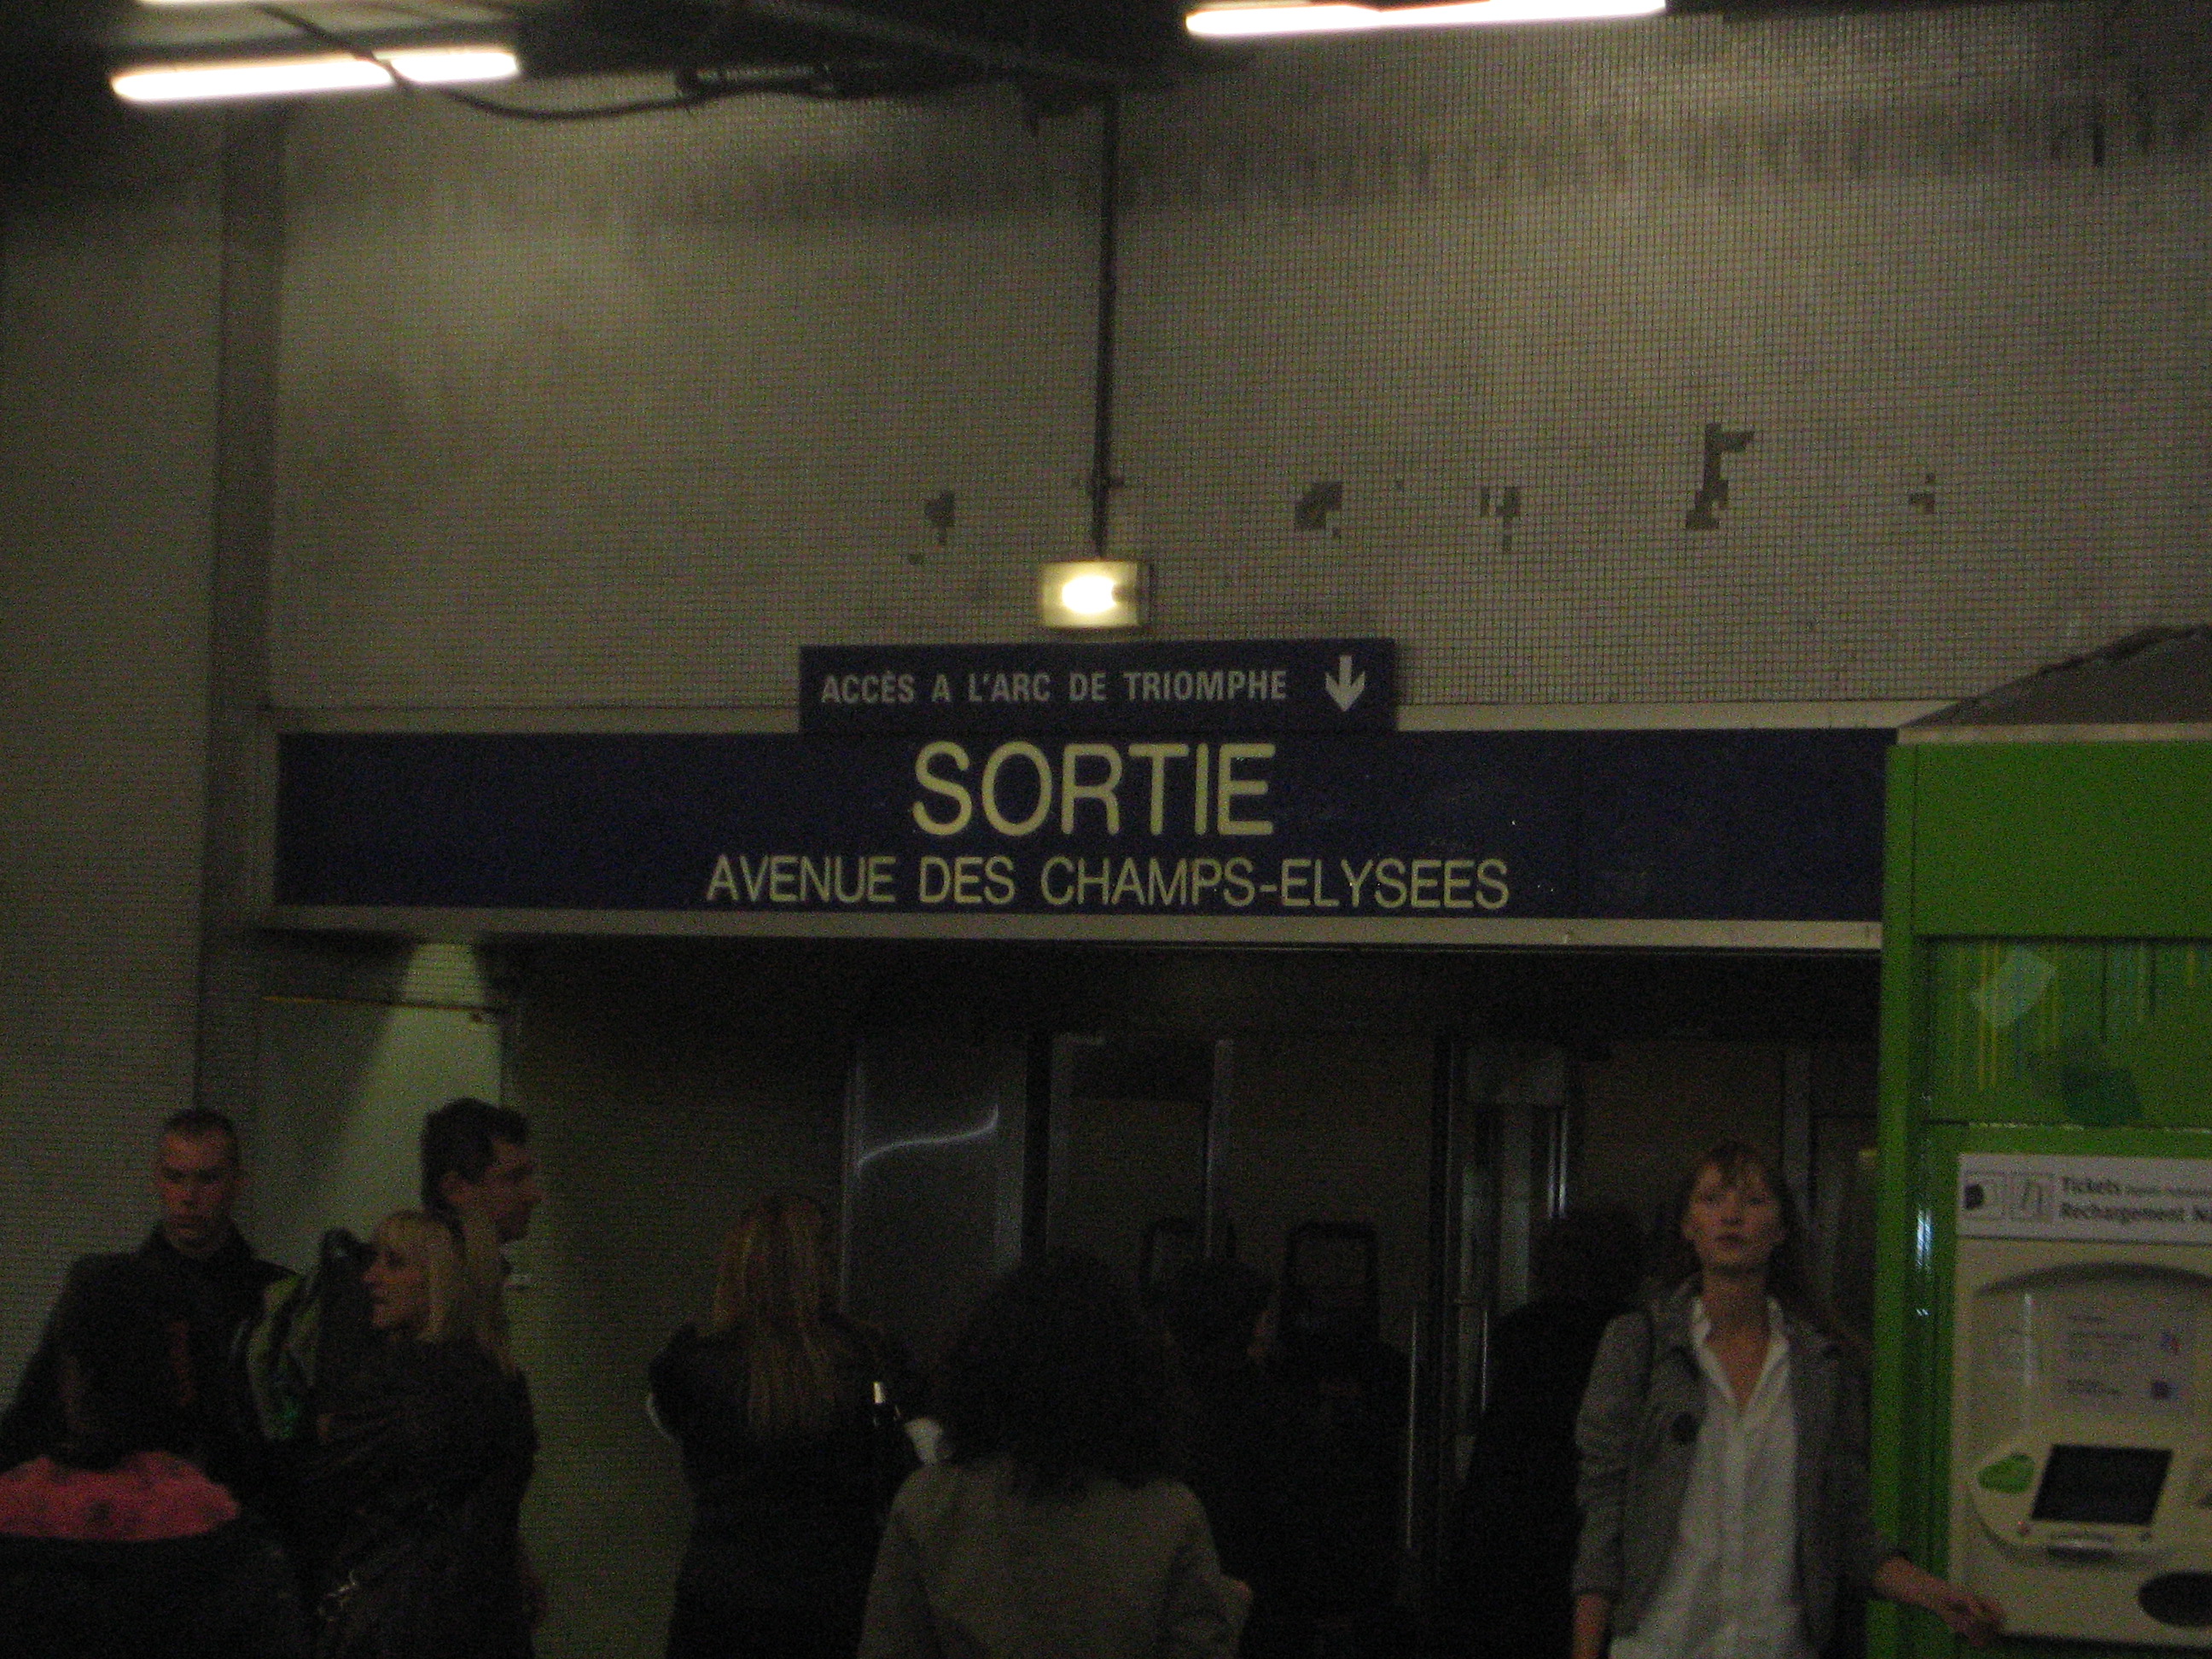 ACCÈS A L'ARC DE TRIOMPHE
SORTIE
AVENUE DES CHAMPS-ELYSEES
Tickets
Rechargement